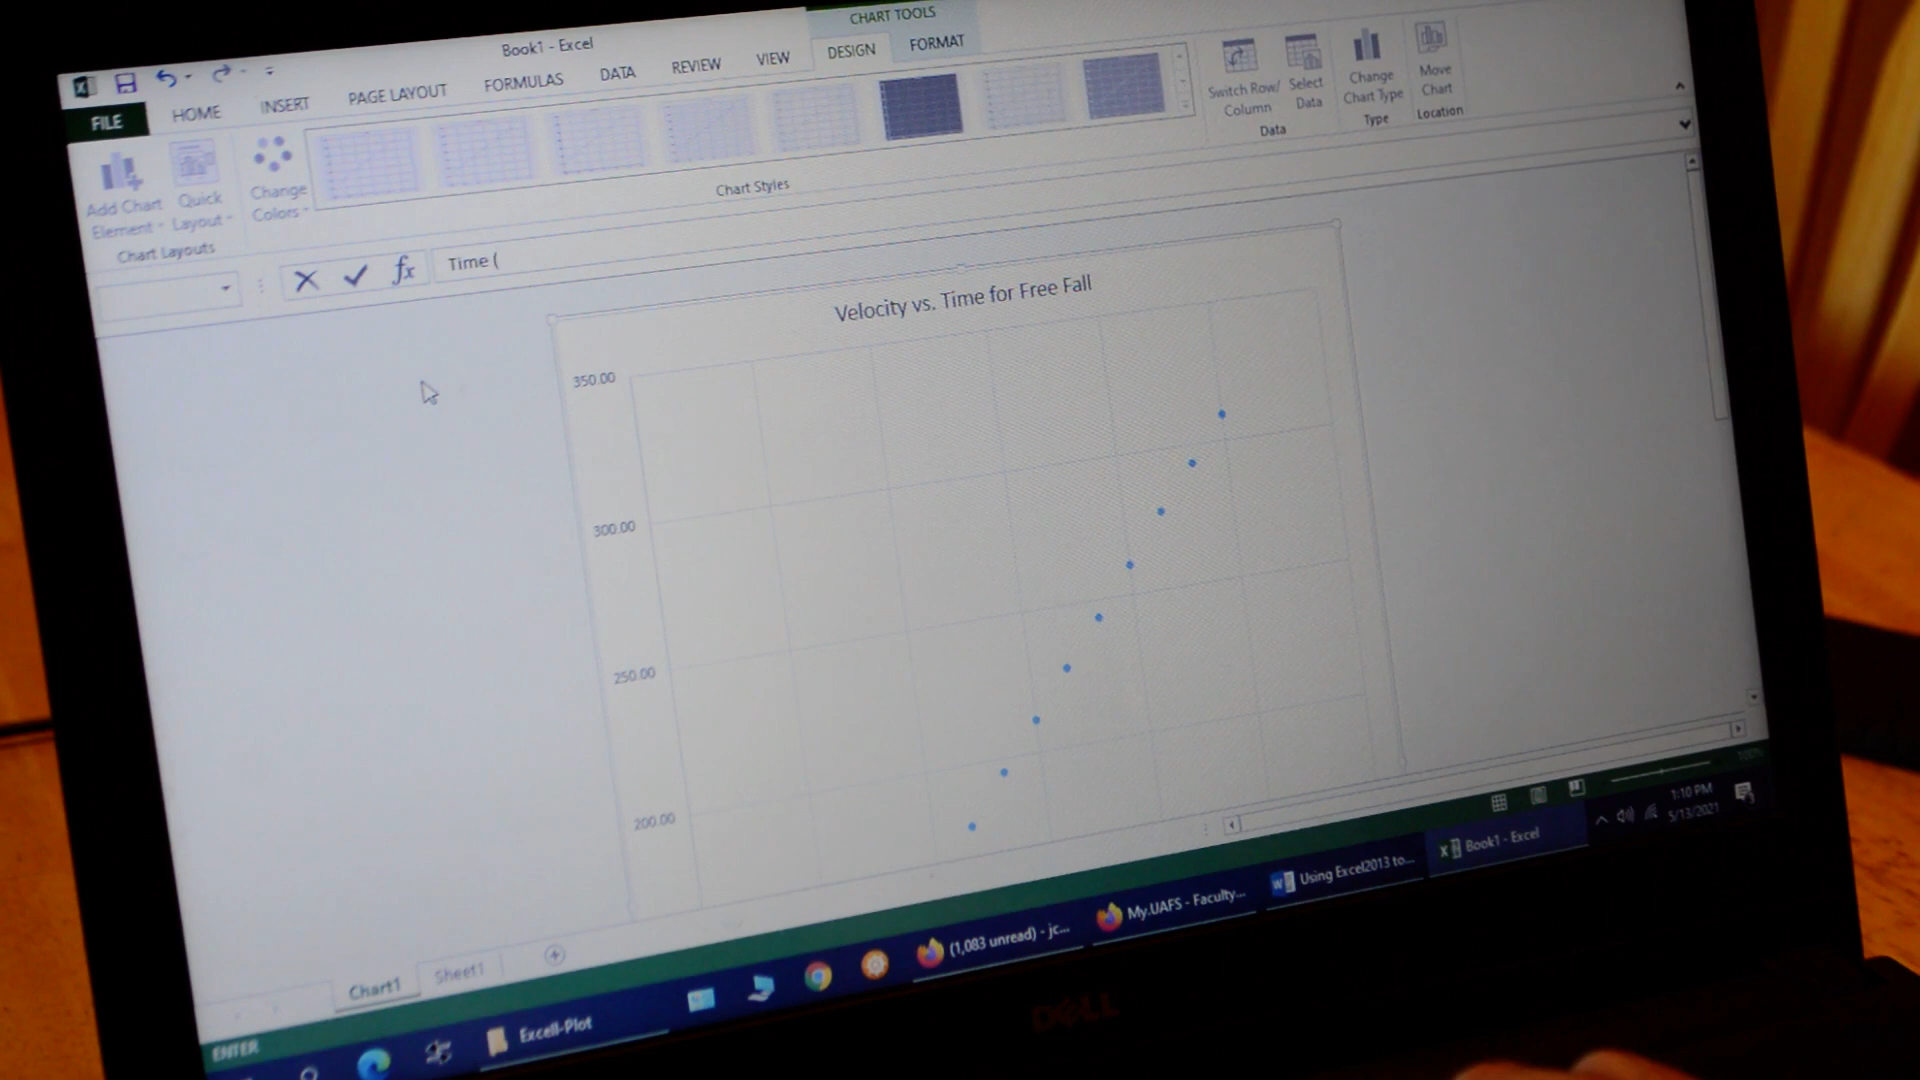 CHART TOOLS
Book1 - Excel
FILE HOME INSERT PAGE LAYOUT FORMULAS DATA REVIEW VIEW DESIGN FORMAT
Add Chart Element
Quick Layout
Chart Layouts
Change Colors
Chart Styles
Switch Row/ Column
Select Data
Data
Change Chart Type
Type
Move Chart
Location
fx Time (
Velocity vs. Time for Free Fall
350.00
300.00
250.00
200.00
Chart1 Sheet1
ENTER
100%
Excell-Plot
(1,083 unread) - jc...
My.UAFS - Faculty...
Using Excel2013 to...
Book1 - Excel
1:10 PM
5/13/2021
DELL